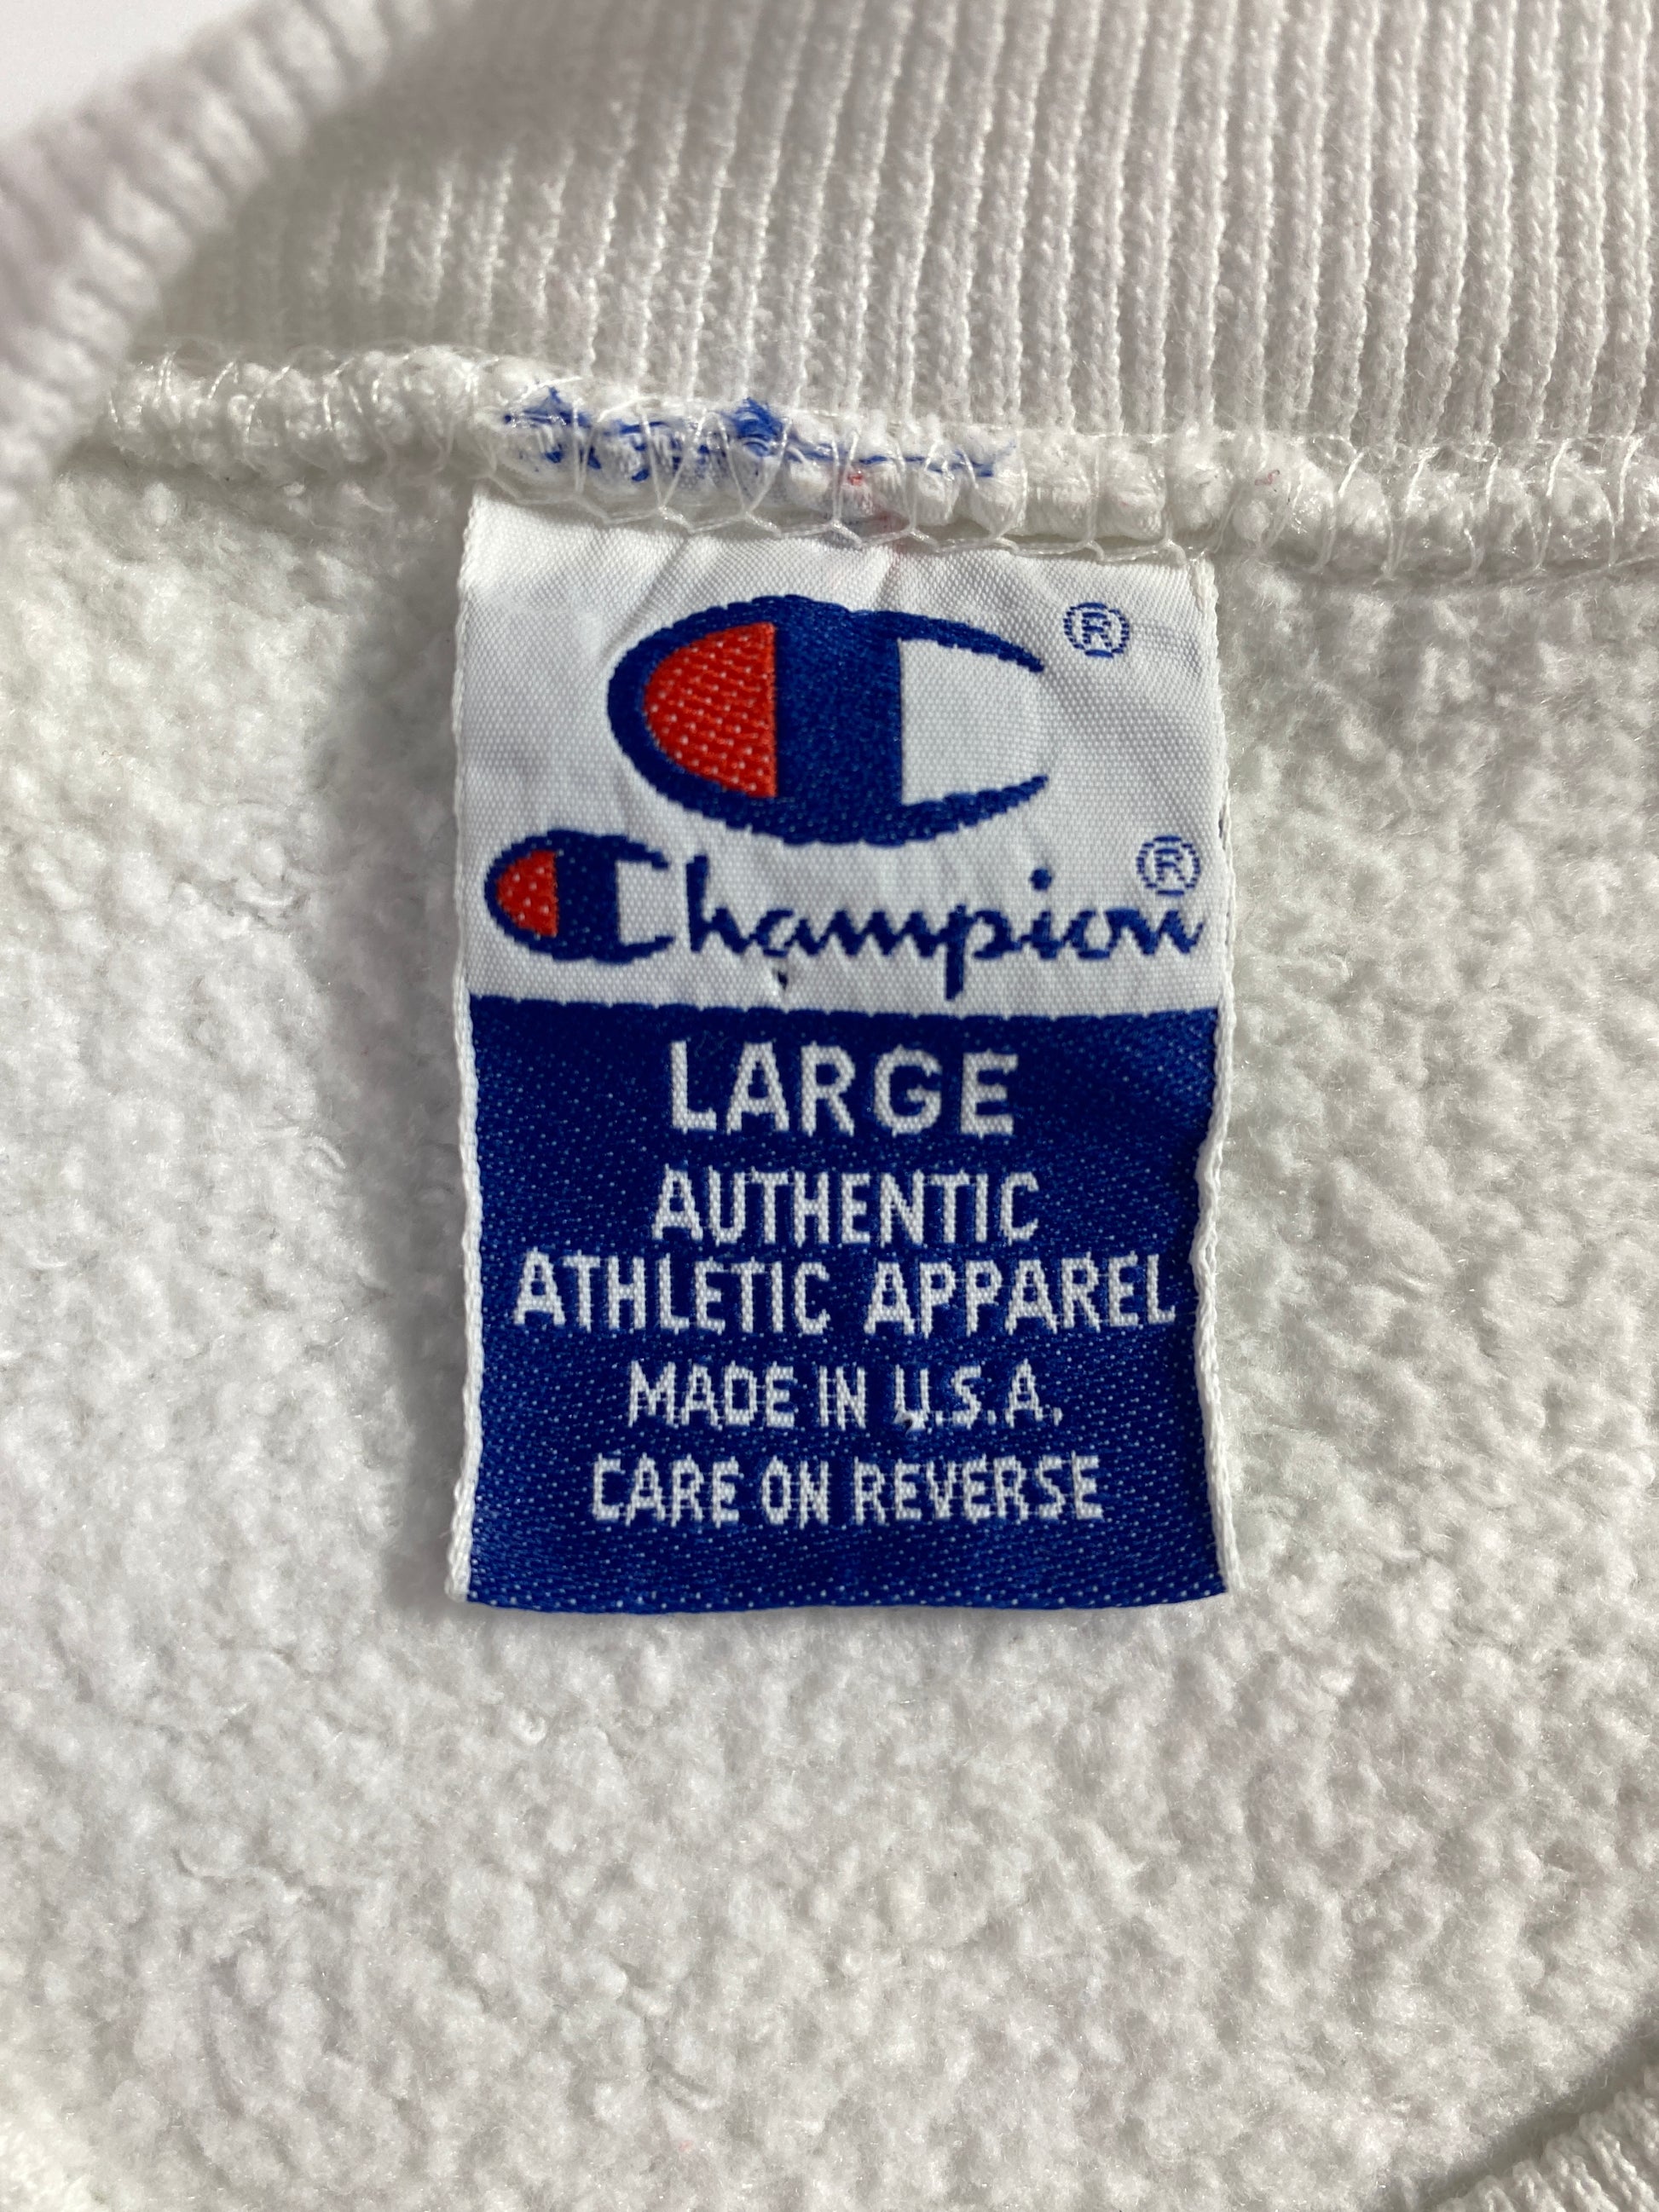 ®
Champion®
LARGE
AUTHENTIC
ATHLETIC APPAREL
MADE IN U.S.A.
CARE ON REVERSE